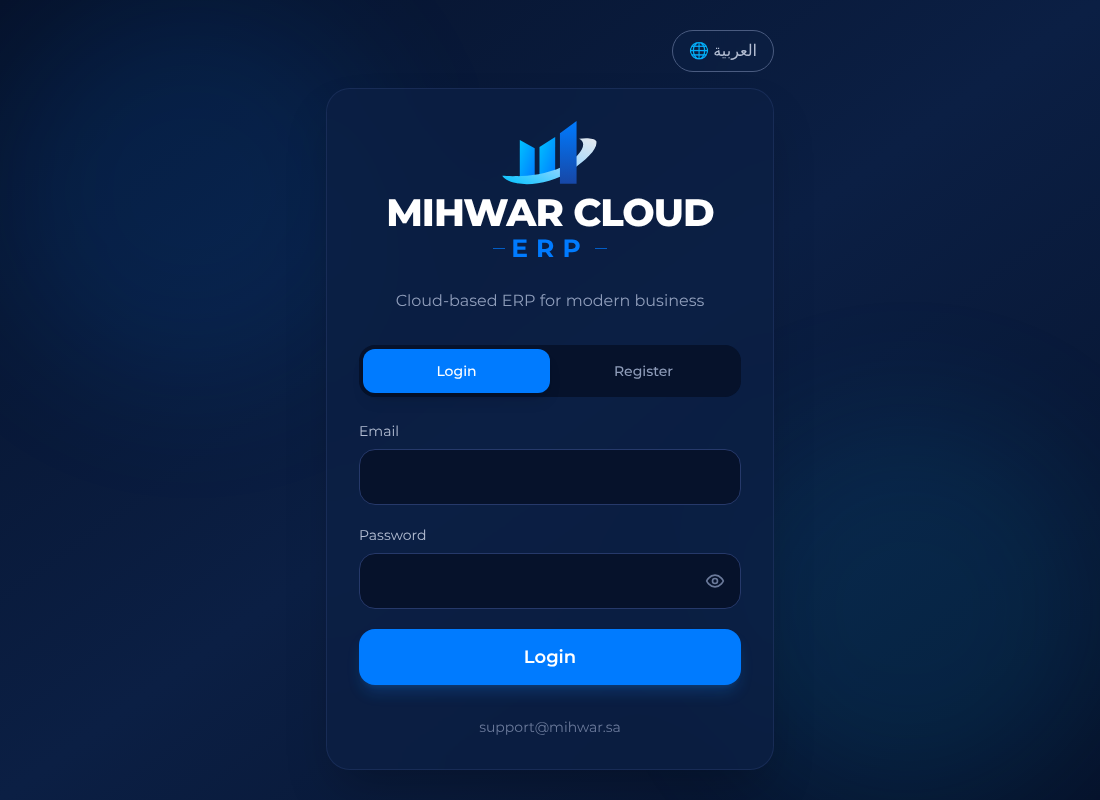 العربية
MIHWAR CLOUD
ERP
Cloud-based ERP for modern business
Login Register
Email
Password
Login
support@mihwar.sa